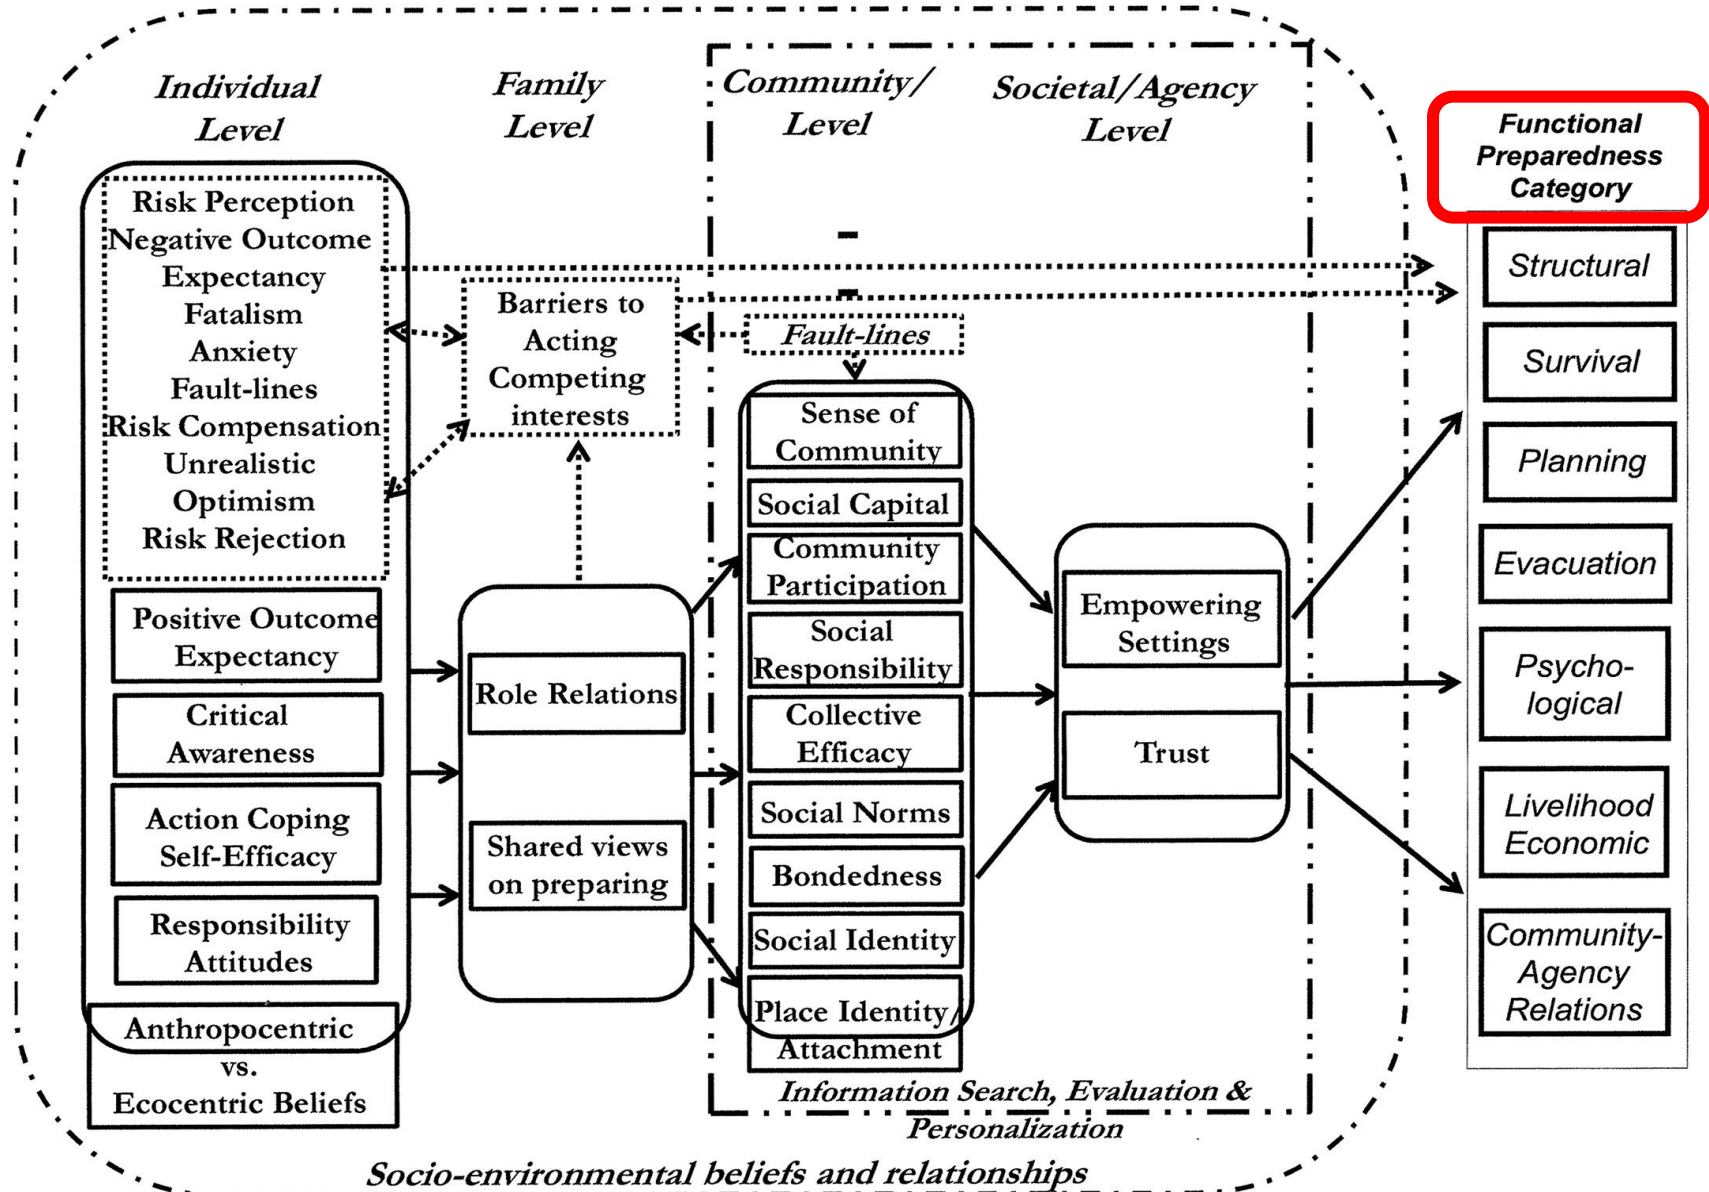 Individual
Level
Family
Level
Community/
Level
Societal/Agency
Level
Functional
Preparedness
Category
Risk Perception
Negative Outcome
Expectancy
Fatalism
Anxiety
Fault-lines
Risk Compensation
Unrealistic
Optimism
Risk Rejection
Positive Outcome
Expectancy
Critical
Awareness
Action Coping
Self-Efficacy
Responsibility
Attitudes
Anthropocentric
vs.
Ecocentric Beliefs
Barriers to
Acting
Competing
interests
Role Relations
Shared views
on preparing
-
-
Fault-lines
Sense of
Community
Social Capital
Community
Participation
Social
Responsibility
Collective
Efficacy
Social Norms
Bondedness
Social Identity
Place Identity/
Attachment
Empowering
Settings
Trust
Structural
Survival
Planning
Evacuation
Psycho-
logical
Livelihood
Economic
Community-
Agency
Relations
Information Search, Evaluation &
Personalization
Socio-environmental beliefs and relationships